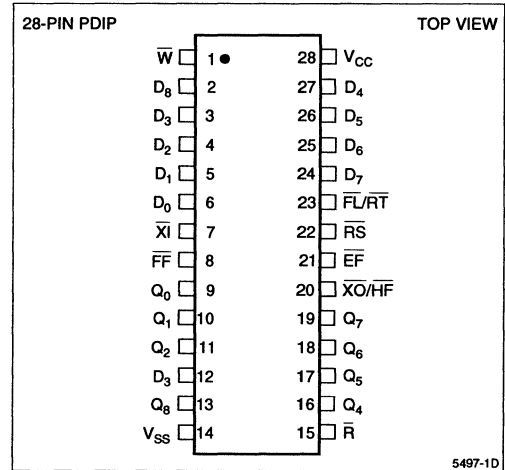 28-PIN PDIP TOP VIEW
W̅ 1 28 V_CC
D₈ 2 27 D₄
D₃ 3 26 D₅
D₂ 4 25 D₆
D₁ 5 24 D₇
D₀ 6 23 F̅L̅/R̅T̅
X̅I̅ 7 22 R̅S̅
F̅F̅ 8 21 E̅F̅
Q₀ 9 20 X̅O̅/H̅F̅
Q₁ 10 19 Q₇
Q₂ 11 18 Q₆
D₃ 12 17 Q₅
Q₈ 13 16 Q₄
V_SS 14 15 R̅
5497-1D